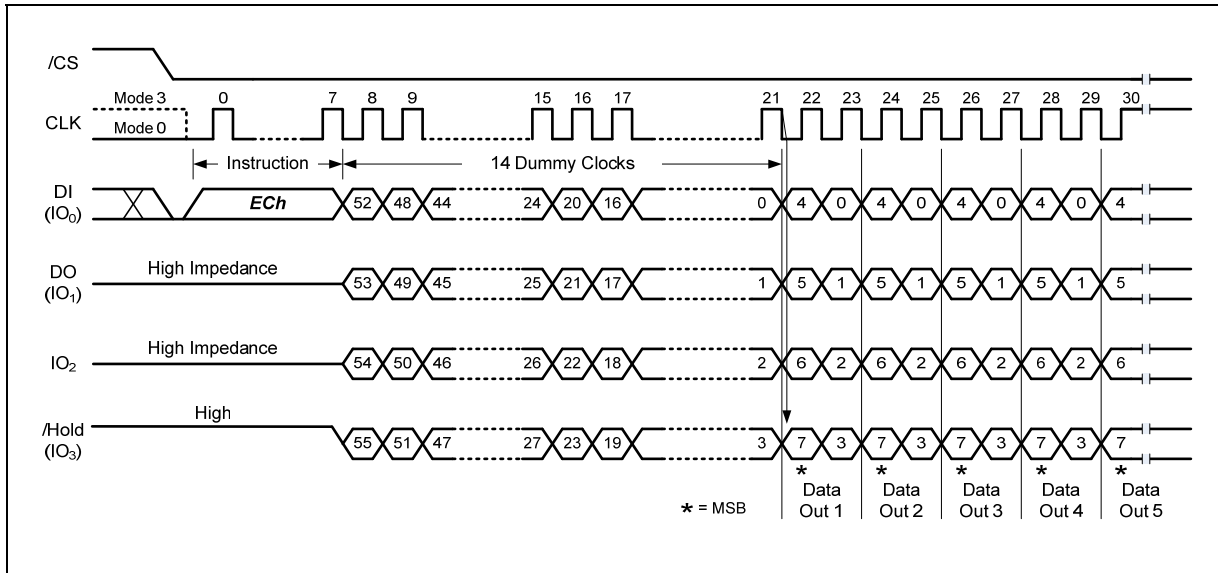 /CS
Mode 3 0 7 8 9 15 16 17 21 22 23 24 25 26 27 28 29 30
CLK
Mode 0
Instruction 14 Dummy Clocks
DI
(IO0) ECh 52 48 44 24 20 16 0 4 0 4 0 4 0 4 0 4
DO
(IO1) High Impedance 53 49 45 25 21 17 1 5 1 5 1 5 1 5 1 5
IO2 High Impedance 54 50 46 26 22 18 2 6 2 6 2 6 2 6 2 6
/Hold
(IO3) High 55 51 47 27 23 19 3 7 3 7 3 7 3 7 3 7
* * * * *
* = MSB
Data Out 1
Data Out 2
Data Out 3
Data Out 4
Data Out 5